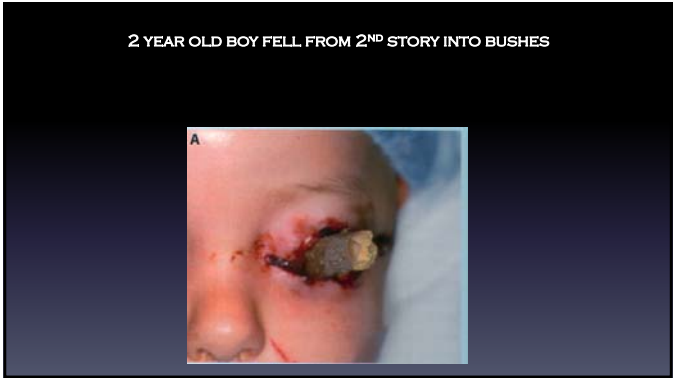 2 YEAR OLD BOY FELL FROM 2ND STORY INTO BUSHES
A